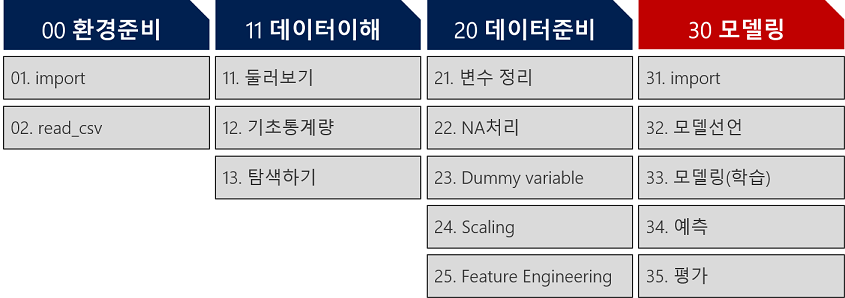 00 환경준비
01. import
02. read_csv
11 데이터이해
11. 둘러보기
12. 기초통계량
13. 탐색하기
20 데이터준비
21. 변수 정리
22. NA처리
23. Dummy variable
24. Scaling
25. Feature Engineering
30 모델링
31. import
32. 모델선언
33. 모델링(학습)
34. 예측
35. 평가